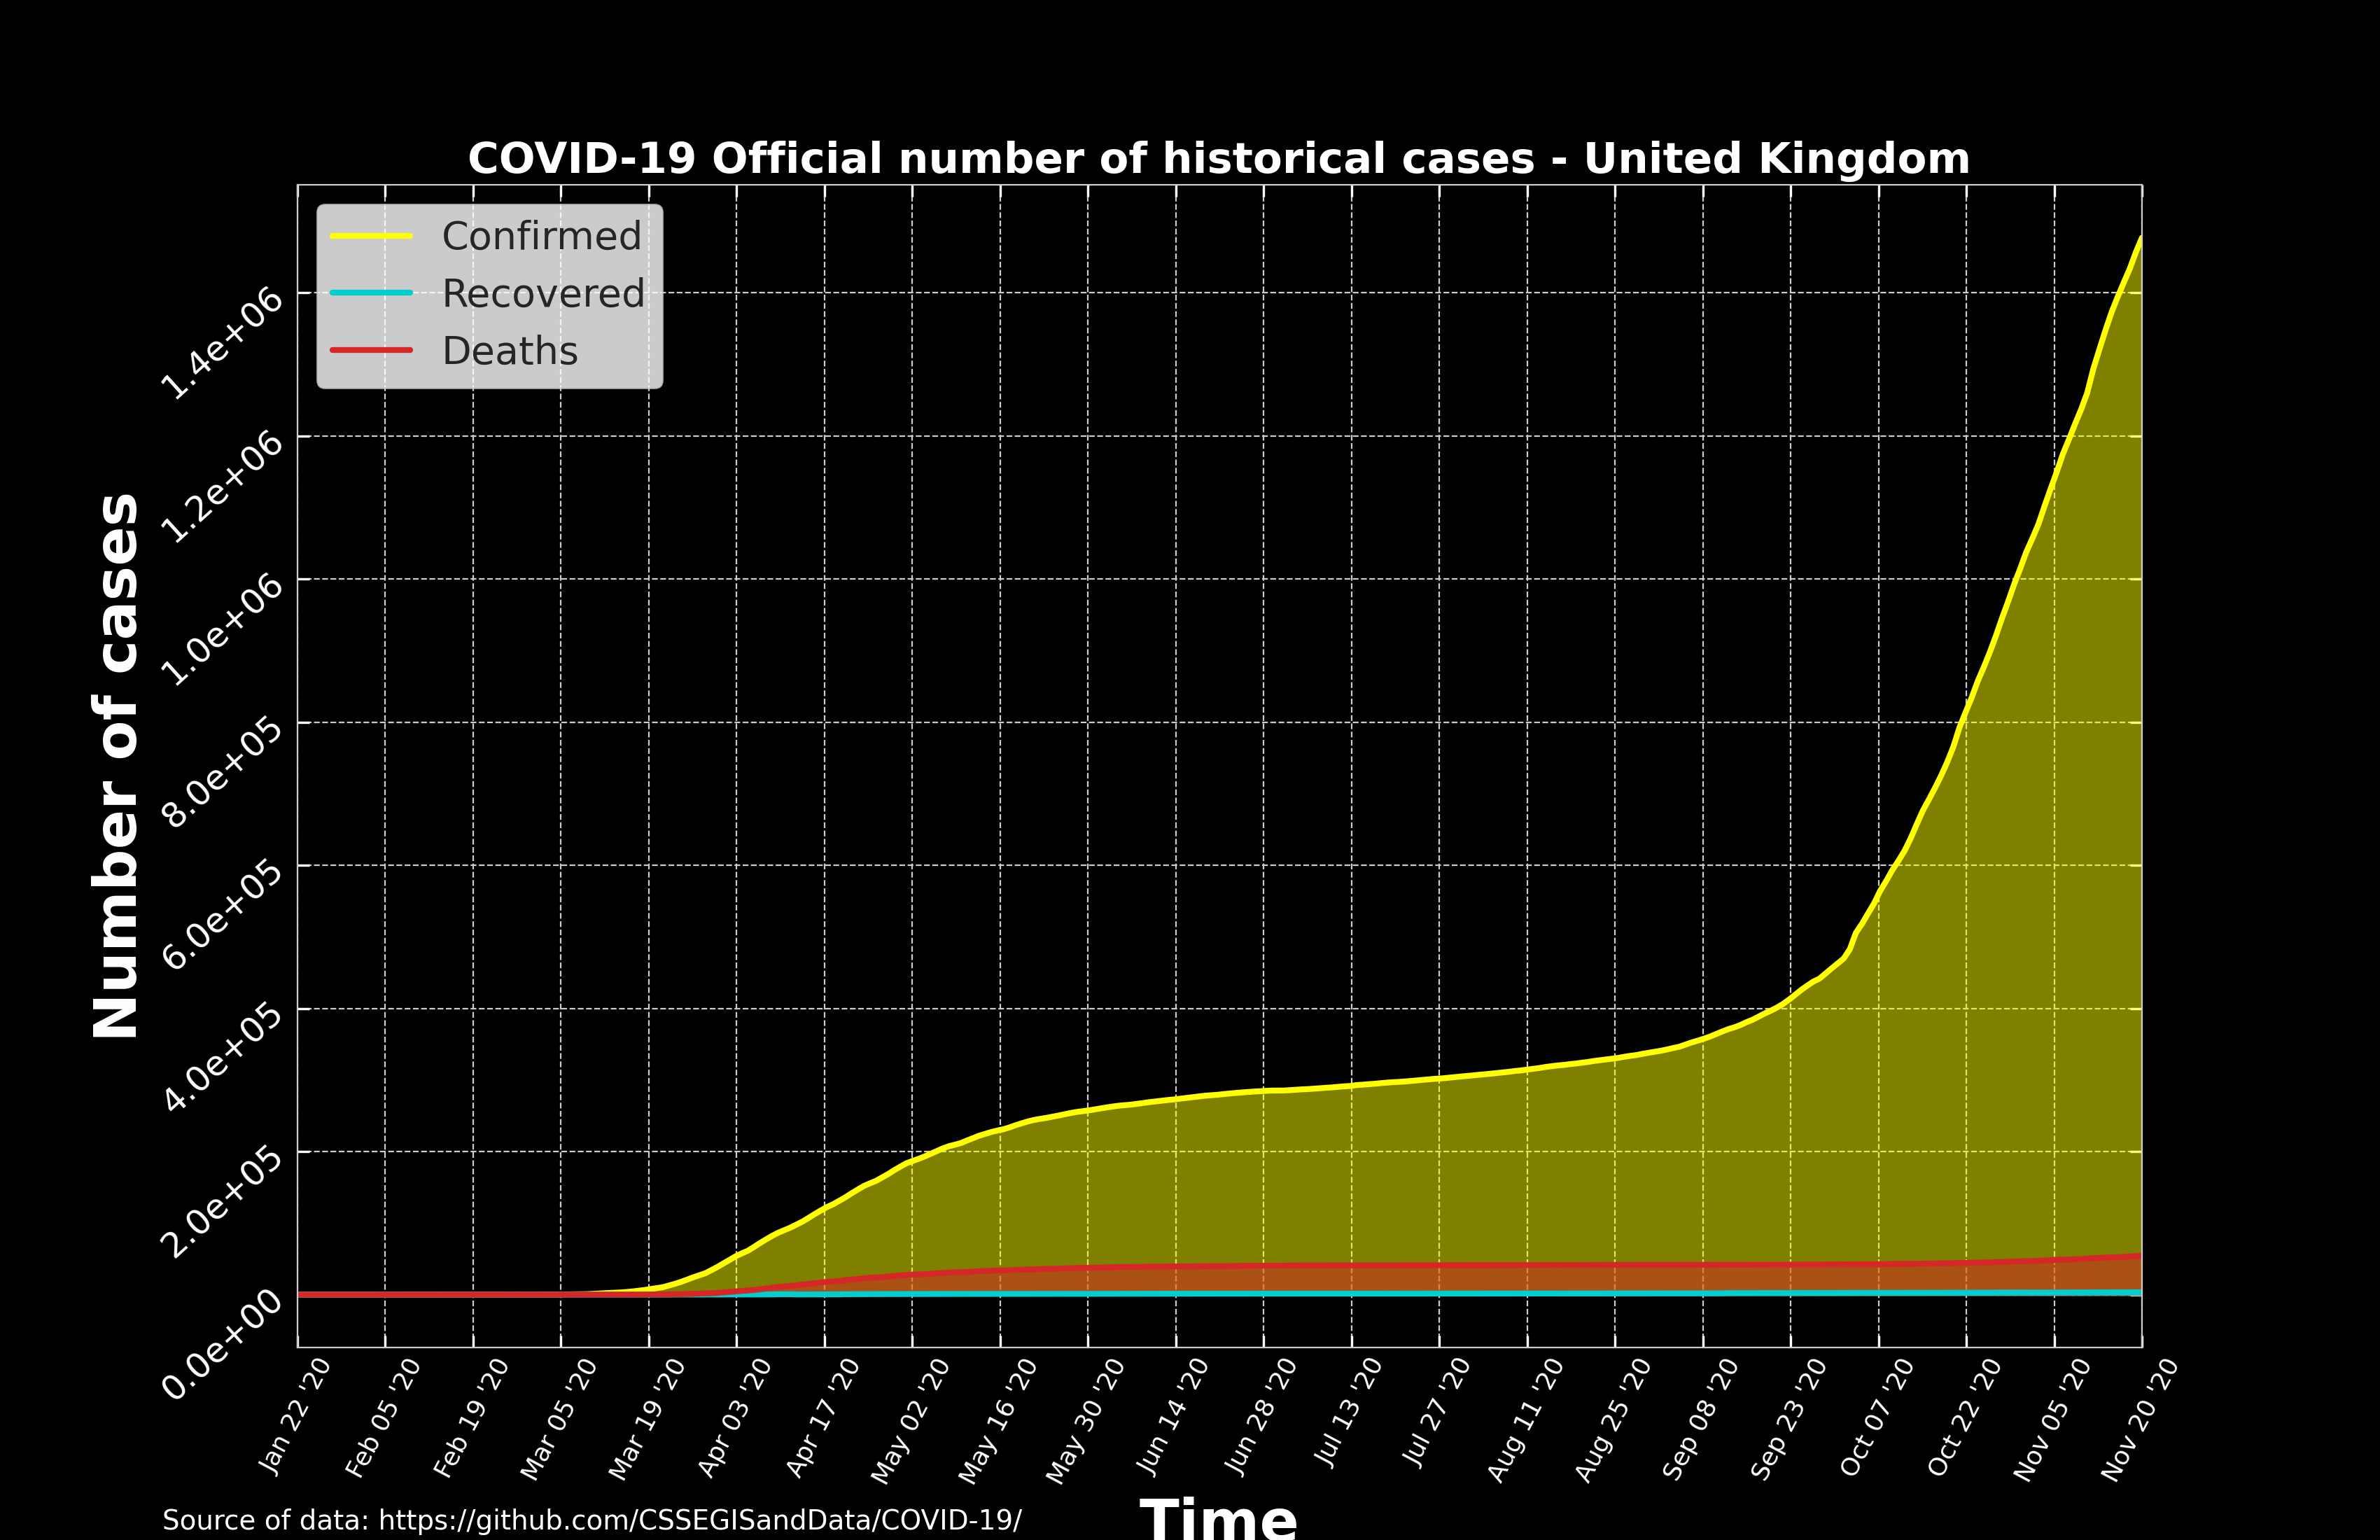 COVID-19 Official number of historical cases - United Kingdom
Confirmed
Recovered
Deaths
Number of cases
1.4e+06
1.2e+06
1.0e+06
8.0e+05
6.0e+05
4.0e+05
2.0e+05
0.0e+00
Jan 22 '20
Feb 05 '20
Feb 19 '20
Mar 05 '20
Mar 19 '20
Apr 03 '20
Apr 17 '20
May 02 '20
May 16 '20
May 30 '20
Jun 14 '20
Jun 28 '20
Jul 13 '20
Jul 27 '20
Aug 11 '20
Aug 25 '20
Sep 08 '20
Sep 23 '20
Oct 07 '20
Oct 22 '20
Nov 05 '20
Nov 20 '20
Time
Source of data: https://github.com/CSSEGISandData/COVID-19/